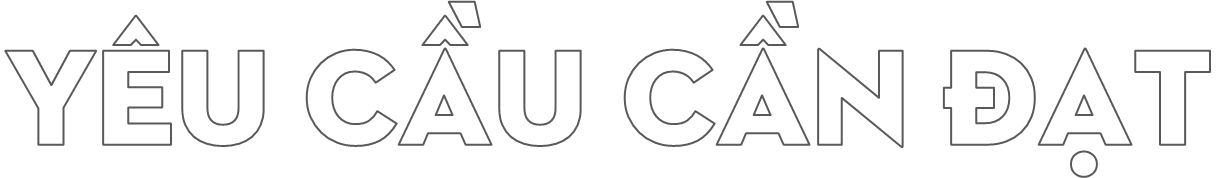 YÊU CẦU CẦN ĐẠT